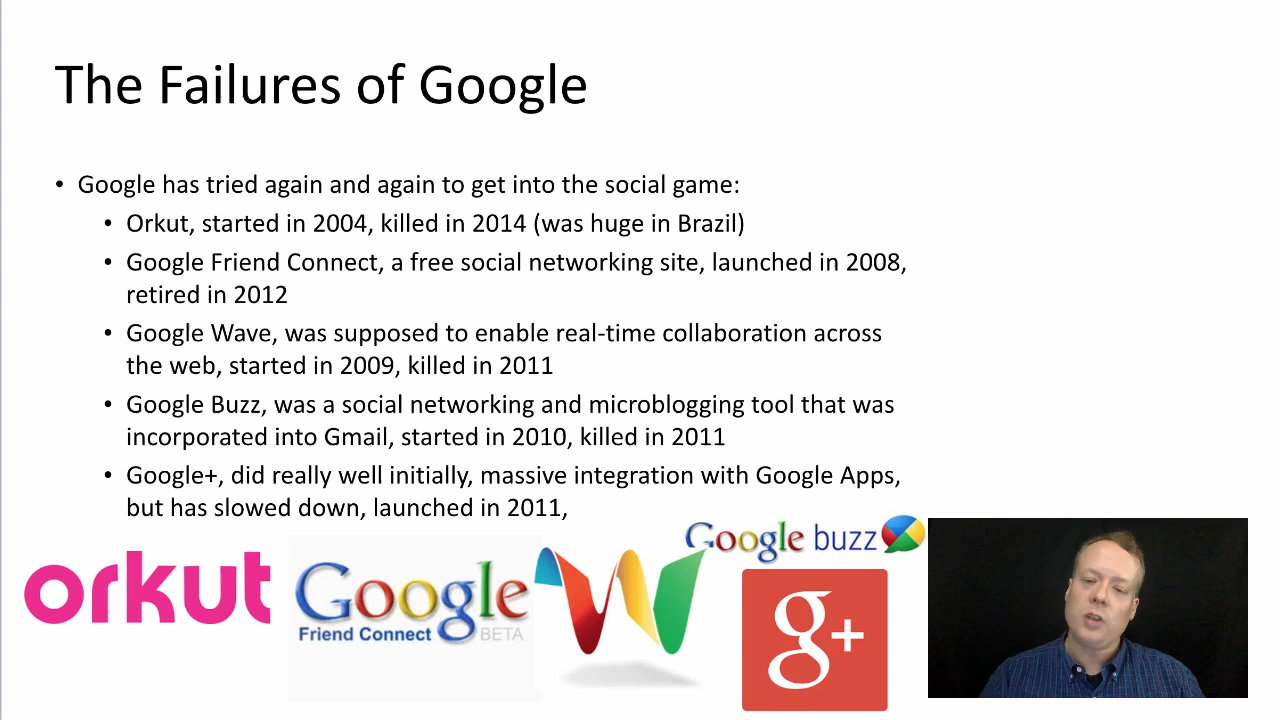 The Failures of Google
• Google has tried again and again to get into the social game:
• Orkut, started in 2004, killed in 2014 (was huge in Brazil)
• Google Friend Connect, a free social networking site, launched in 2008,
retired in 2012
• Google Wave, was supposed to enable real-time collaboration across
the web, started in 2009, killed in 2011
• Google Buzz, was a social networking and microblogging tool that was
incorporated into Gmail, started in 2010, killed in 2011
• Google+, did really well initially, massive integration with Google Apps,
but has slowed down, launched in 2011,
orkut
Google
Friend Connect BETA
Google buzz
g+